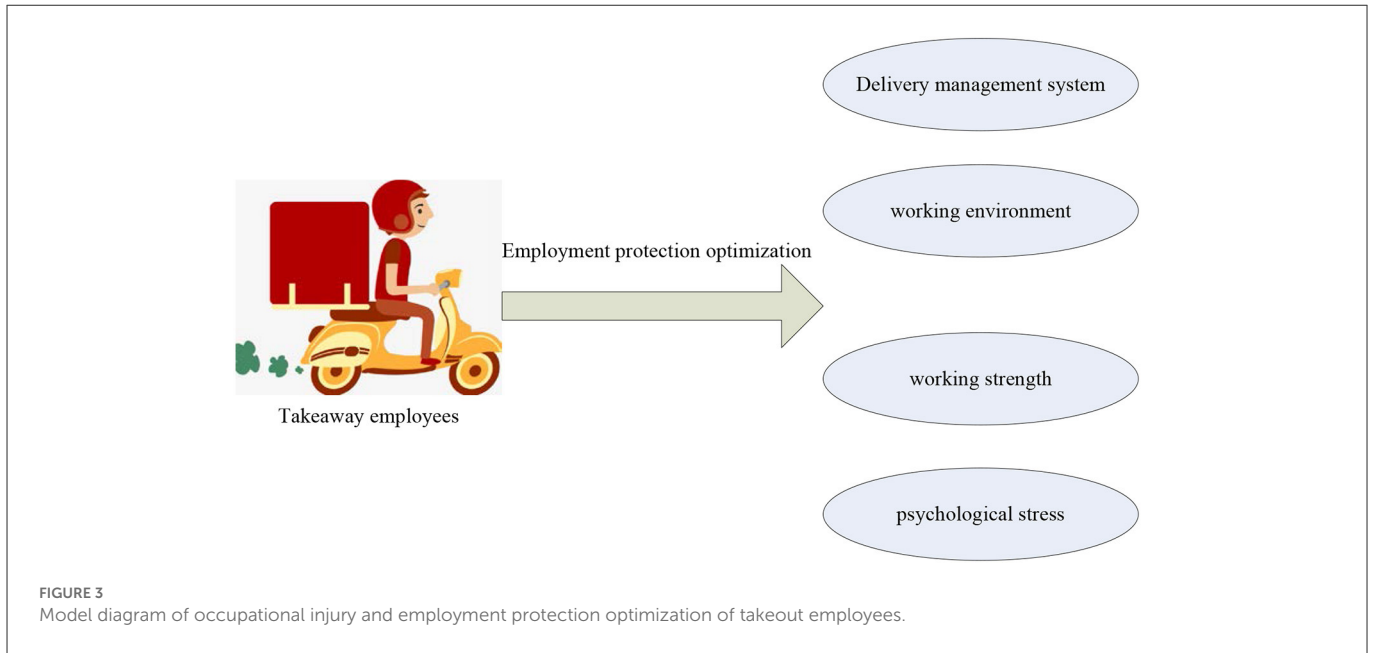 Delivery management system
working environment
Employment protection optimization
working strength
Takeaway employees
psychological stress
FIGURE 3
Model diagram of occupational injury and employment protection optimization of takeout employees.